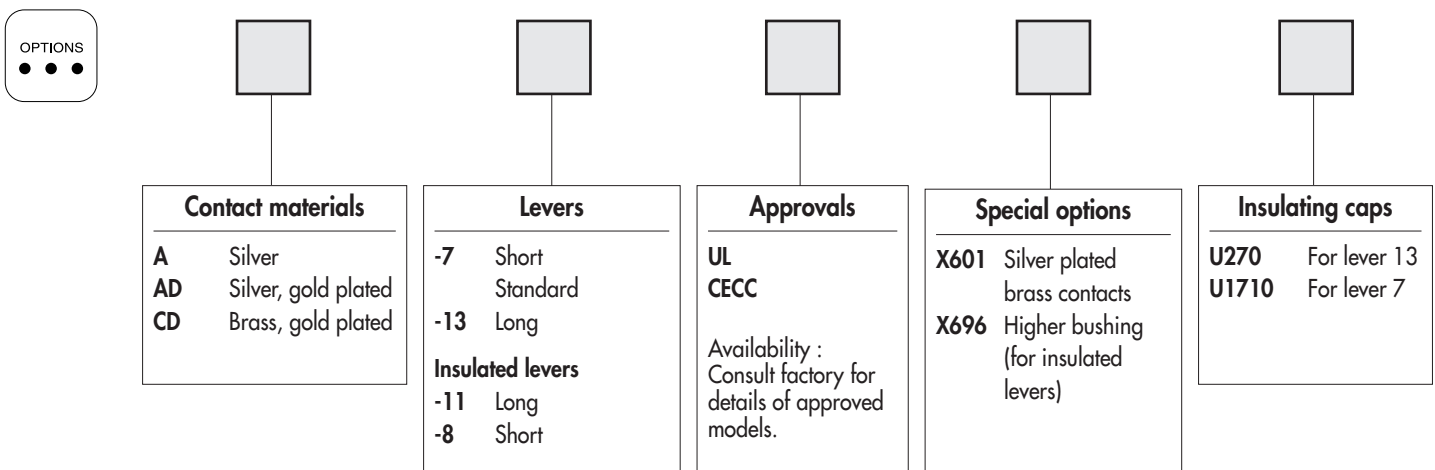 OPTIONS
Contact materials
A Silver
AD Silver, gold plated
CD Brass, gold plated
Levers
-7 Short
Standard
-13 Long
Insulated levers
-11 Long
-8 Short
Approvals
UL
CECC
Availability :
Consult factory for
details of approved
models.
Special options
X601 Silver plated
brass contacts
X696 Higher bushing
(for insulated
levers)
Insulating caps
U270 For lever 13
U1710 For lever 7